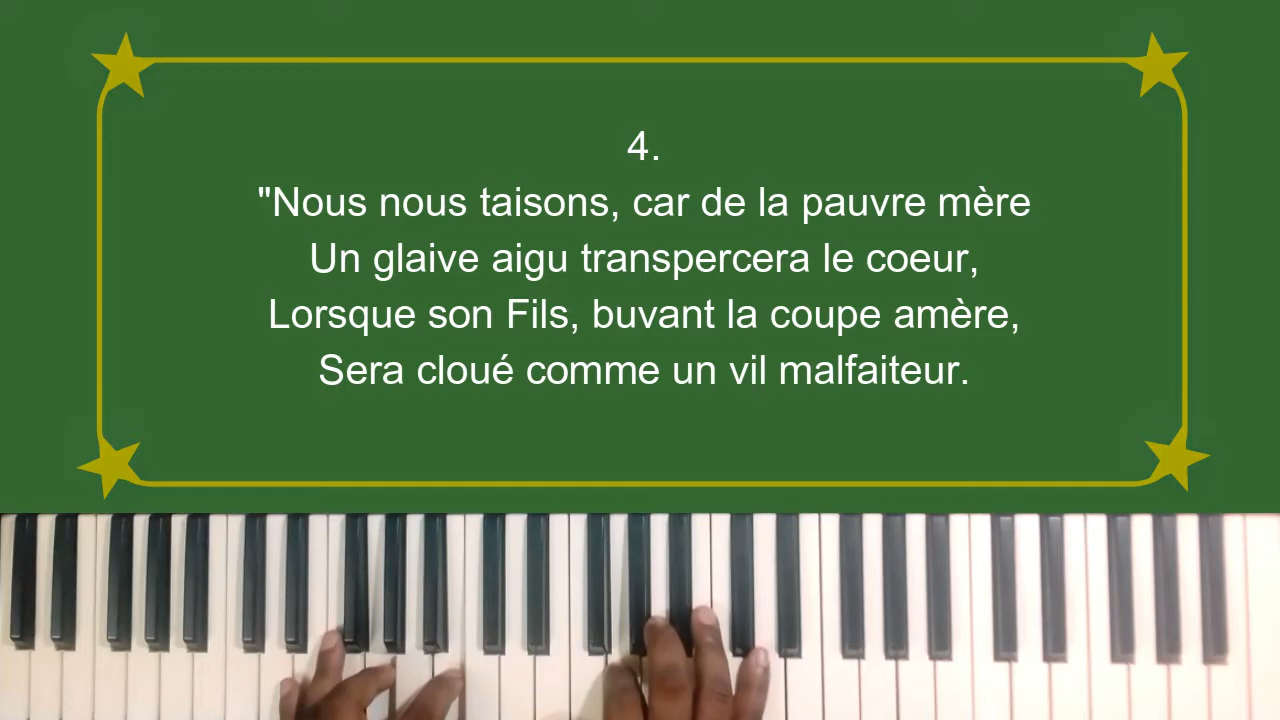 4.
"Nous nous taisons, car de la pauvre mère
Un glaive aigu transpercera le coeur,
Lorsque son Fils, buvant la coupe amère,
Sera cloué comme un vil malfaiteur.